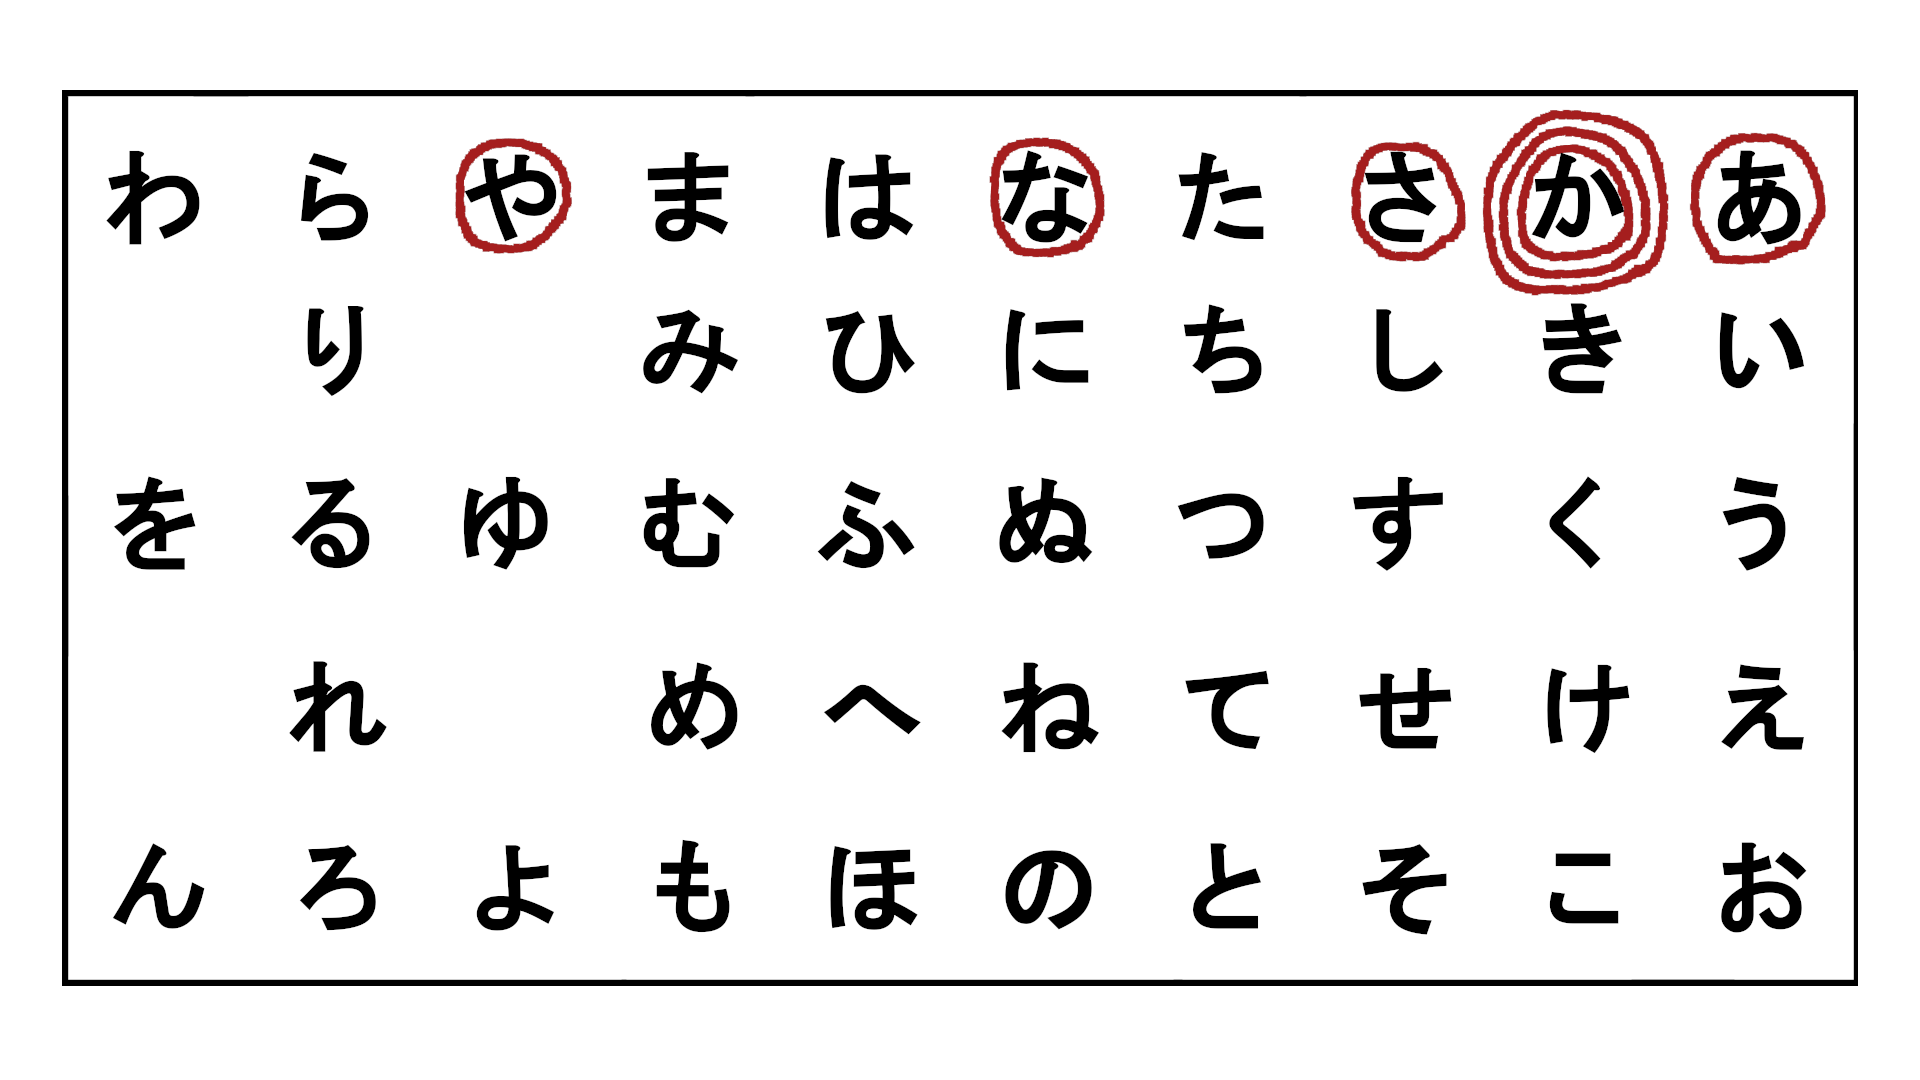 わ ら や ま は な た さ か あ
り み ひ に ち し き い
を る ゆ む ふ ぬ つ す く う
れ め へ ね て せ け え
ん ろ よ も ほ の と そ こ お